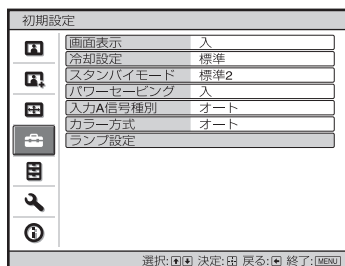 初期設定
画面表示 入
冷却設定 標準
スタンバイモード 標準2
パワーセービング 入
入力A信号種別 オート
カラー方式 オート
ランプ設定
選択: 決定: 戻る: 終了:MENU